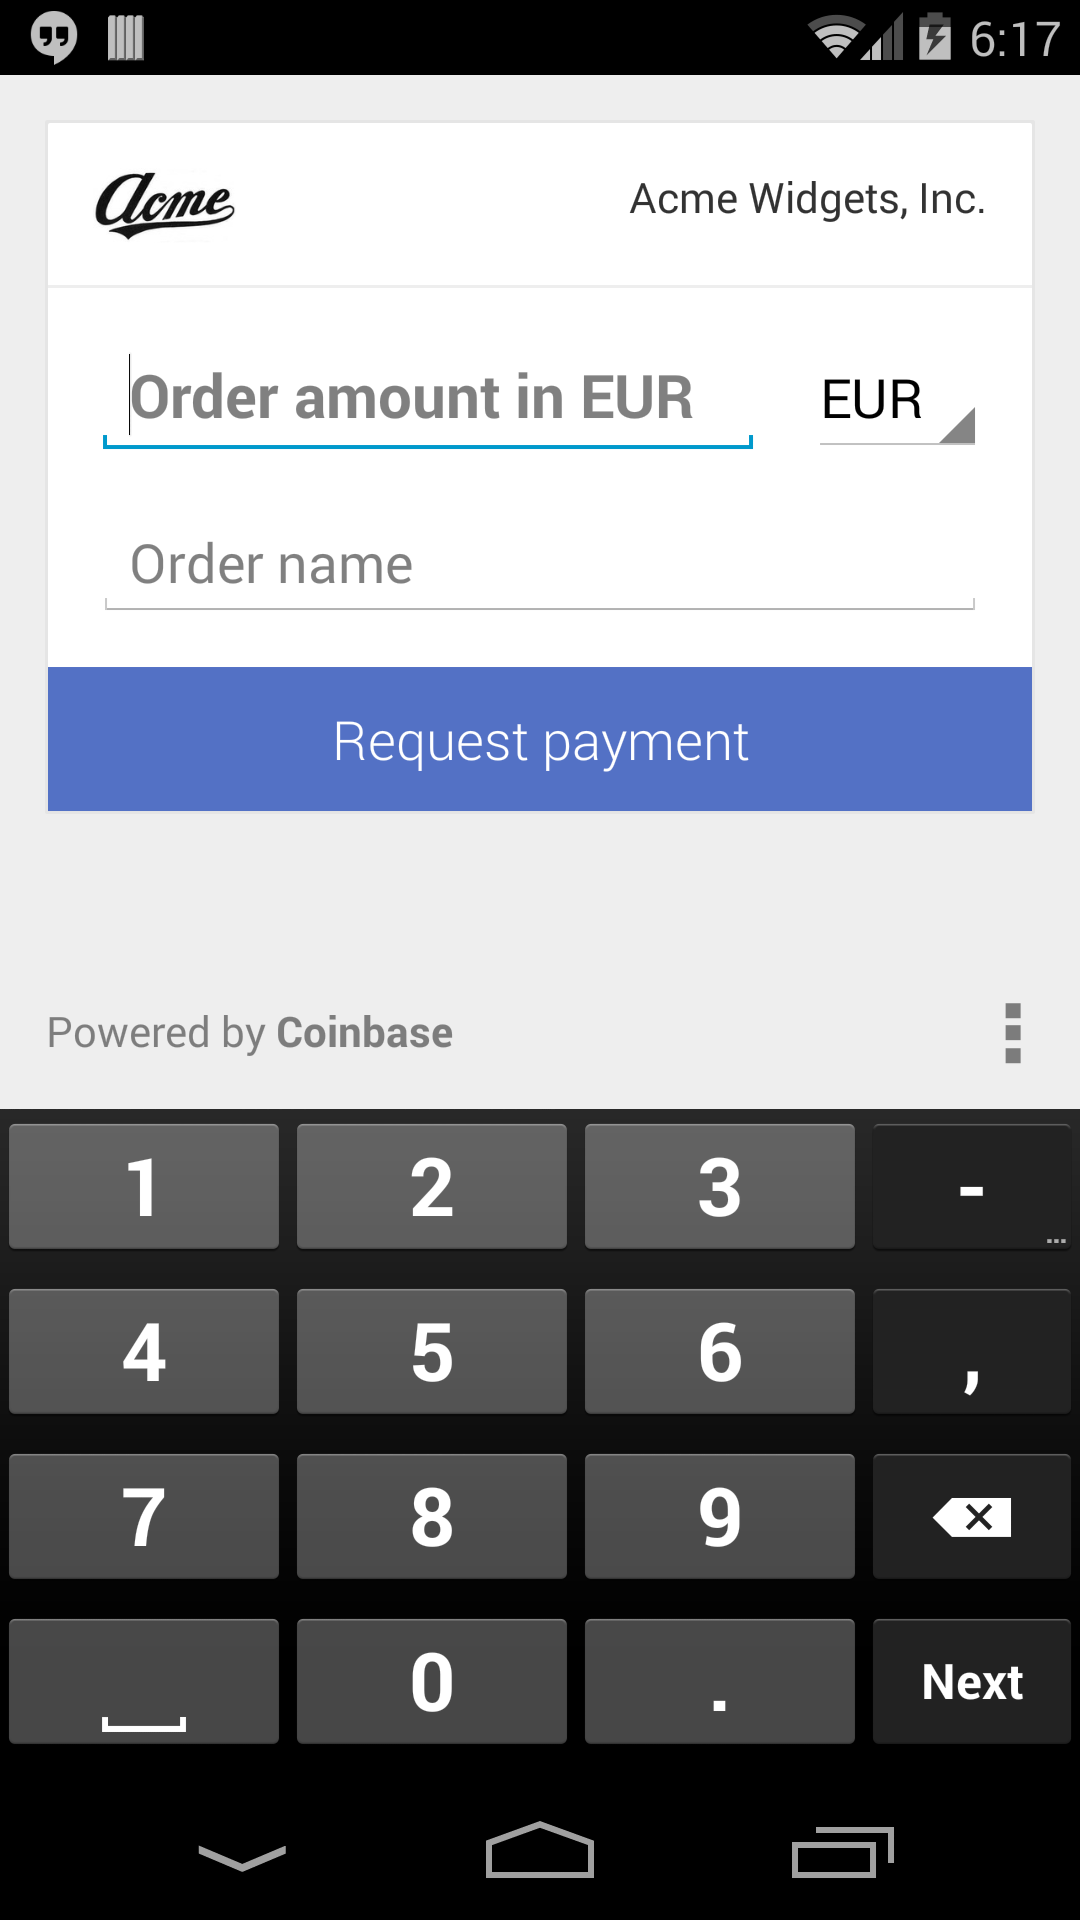 6:17
Acme
Acme Widgets, Inc.
Order amount in EUR
EUR
Order name
Request payment
Powered by Coinbase
1 2 3 - ...
4 5 6 ,
7 8 9
0 . Next